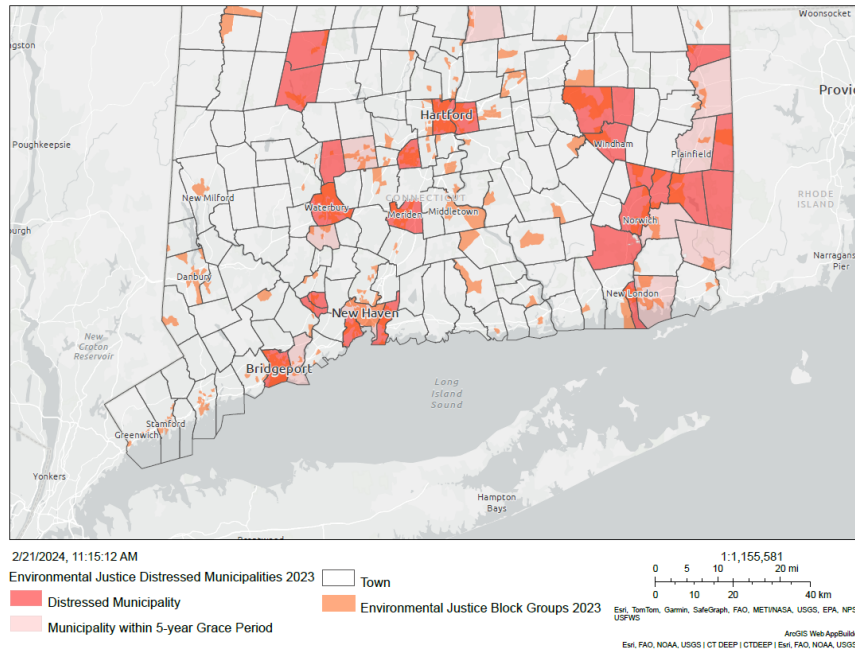 Woonsocket
ngston
Hartford
Provi
Poughkeepsie
Windham
Plainfield
New Milford
CONNECTICUT
RHODE
ISLAND
Waterbury
Meriden
Middletown
Norwich
urgh
Narragans
Pier
Danbury
New London
New Haven
New
Croton
Reservoir
Bridgeport
Long
Island
Sound
Stamford
Greenwich
Yonkers
Hampton
Bays
2/21/2024, 11:15:12 AM
Environmental Justice Distressed Municipalities 2023
Distressed Municipality
Municipality within 5-year Grace Period
Town
Environmental Justice Block Groups 2023
1:1,155,581
0 5 10 20 mi
0 10 20 40 km
Esri, TomTom, Garmin, SafeGraph, FAO, METI/NASA, USGS, EPA, NPS
USFWS
ArcGIS Web AppBuilde
Esri, FAO, NOAA, USGS | CT DEEP | CTDEEP | Esri, FAO, NOAA, USGS